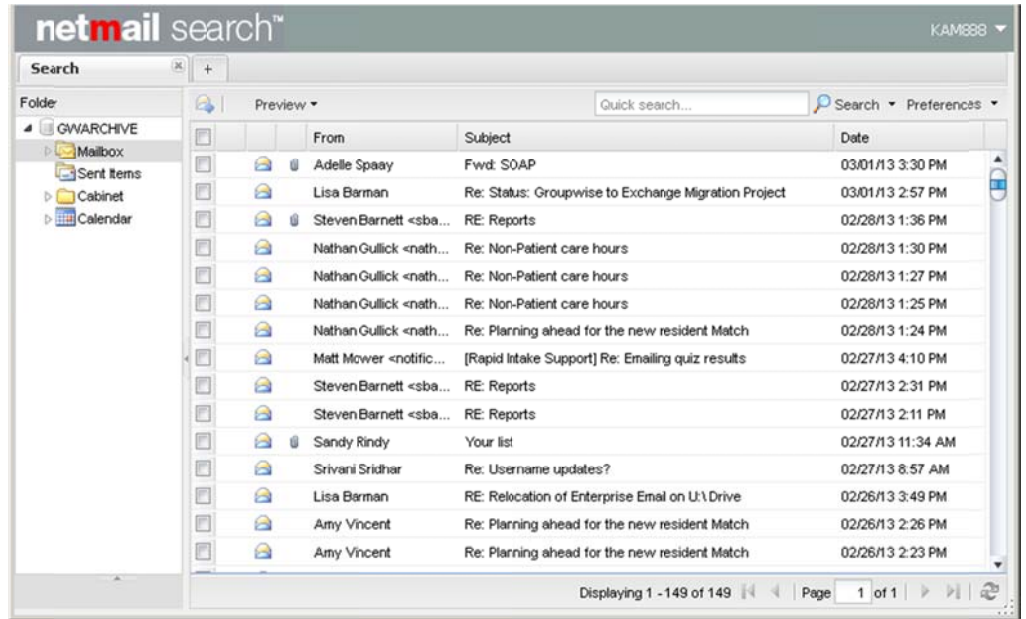 netmail search™
KAM888
Search +
Folder
GWARCHIVE
Mailbox
Sent Items
Cabinet
Calendar
Preview Quick search... Search Preferences
From Subject Date
Adelle Spaay Fwd: SOAP 03/01/13 3:30 PM
Lisa Barman Re: Status: Groupwise to Exchange Migration Project 03/01/13 2:57 PM
Steven Barnett <sba... RE: Reports 02/28/13 1:36 PM
Nathan Gullick <nath... Re: Non-Patient care hours 02/28/13 1:30 PM
Nathan Gullick <nath... Re: Non-Patient care hours 02/28/13 1:27 PM
Nathan Gullick <nath... Re: Non-Patient care hours 02/28/13 1:25 PM
Nathan Gullick <nath... Re: Planning ahead for the new resident Match 02/28/13 1:24 PM
Matt Mower <notific... [Rapid Intake Support] Re: Emailing quiz results 02/27/13 4:10 PM
Steven Barnett <sba... RE: Reports 02/27/13 2:31 PM
Steven Barnett <sba... RE: Reports 02/27/13 2:11 PM
Sandy Rindy Your list 02/27/13 11:34 AM
Srivani Sridhar Re: Username updates? 02/27/13 8:57 AM
Lisa Barman RE: Relocation of Enterprise Email on U:\ Drive 02/26/13 3:49 PM
Amy Vincent Re: Planning ahead for the new resident Match 02/26/13 2:26 PM
Amy Vincent Re: Planning ahead for the new resident Match 02/26/13 2:23 PM
Displaying 1 - 149 of 149 Page 1 of 1